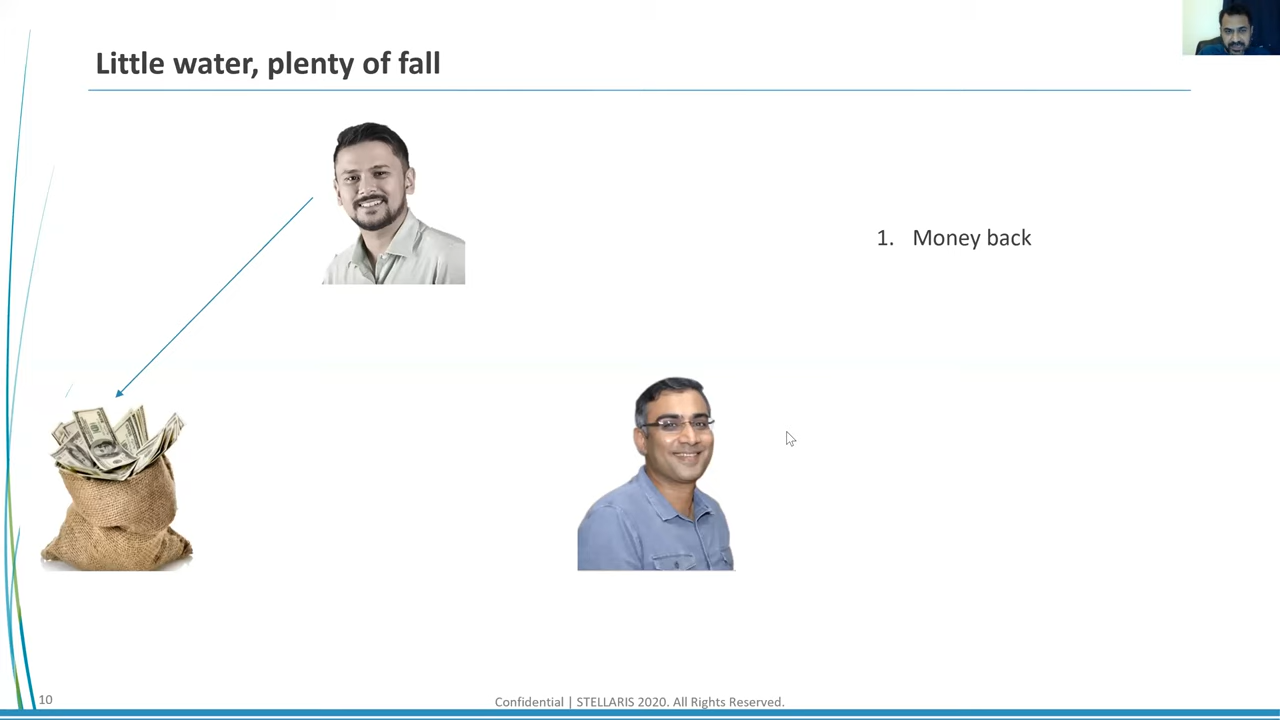 Little water, plenty of fall
1. Money back
10
Confidential | STELLARIS 2020. All Rights Reserved.